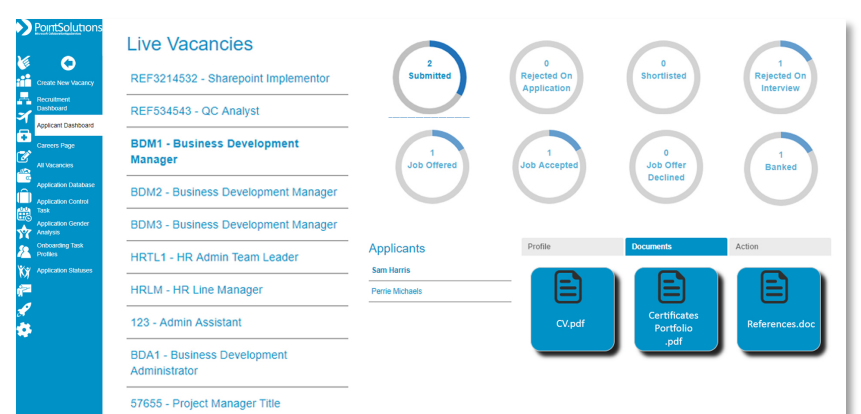 PointSolutions
Create New Vacancy
Recruitment
Dashboard
Applicant Dashboard
Careers Page
All Vacancies
Application Database
Application Control
Task
Application Gender
Analysis
Onboarding Task
Profiles
Application Statuses
Live Vacancies
REF3214532 - Sharepoint Implementor
REF534543 - QC Analyst
BDM1 - Business Development
Manager
BDM2 - Business Development Manager
BDM3 - Business Development Manager
HRTL1 - HR Admin Team Leader
HRLM - HR Line Manager
123 - Admin Assistant
BDA1 - Business Development
Administrator
57655 - Project Manager Title
2
Submitted
0
Rejected On
Application
0
Shortlisted
1
Rejected On
Interview
1
Job Offered
1
Job Accepted
0
Job Offer
Declined
1
Banked
Applicants
Sam Harris
Perrie Michaels
Profile
Documents
Action
CV.pdf
Certificates
Portfolio
.pdf
References.doc